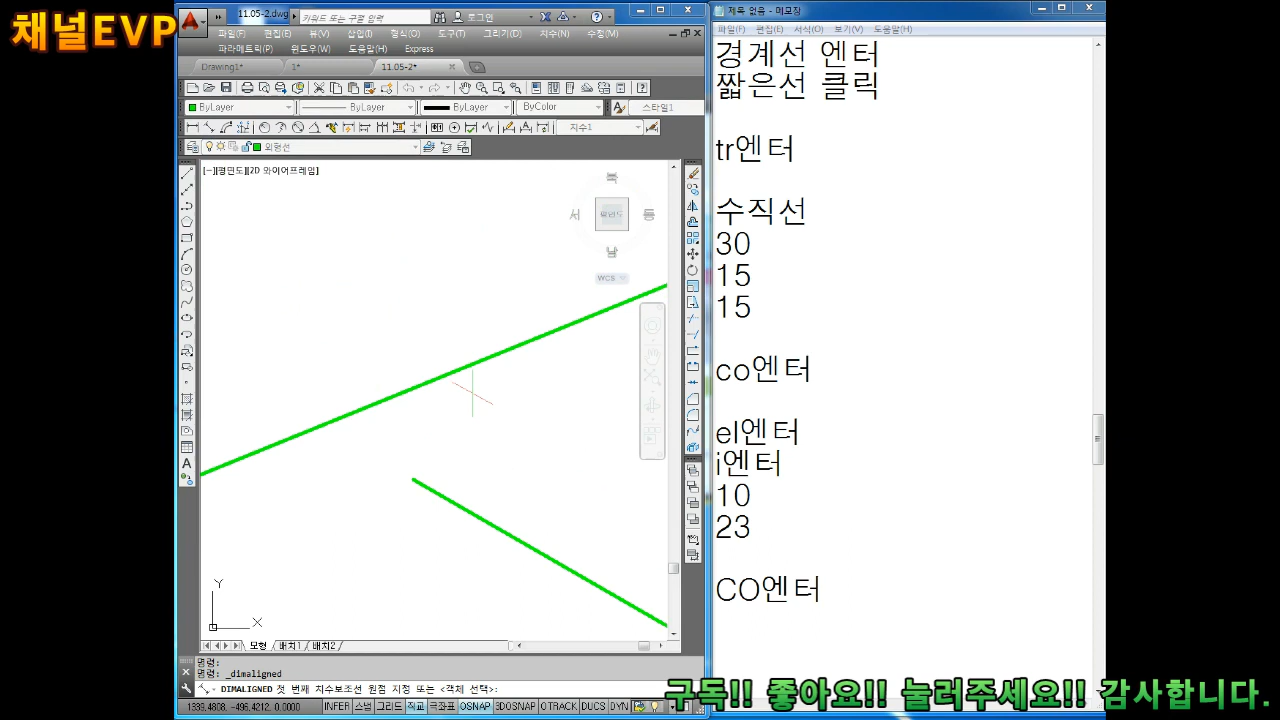 채널EVP
11.05-2.dwg
키워드 또는 구절 입력
로그인
제목 없음 - 메모장
파일(F) 편집(E) 뷰(V) 삽입(I) 형식(O) 도구(T) 그리기(D) 치수(N) 수정(M)
파라메트릭(P) 윈도우(W) 도움말(H) Express
파일(F) 편집(E) 서식(O) 보기(V) 도움말(H)
Drawing1* 1* 11.05-2*
ByLayer ByLayer ByLayer ByColor 스타일1
치수1
외형선
[-][평면도][2D 와이어프레임]
북
서
평면도
동
남
WCS
Y
X
모형 배치1 배치2
명령:
명령: _dimaligned
DIMALIGNED 첫 번째 치수보조선 원점 지정 또는 <객체 선택>:
INFER 스냅 그리드 직교 극좌표 OSNAP 3DOSNAP OTRACK DUCS DYN
경계선 엔터
짧은선 클릭
tr엔터
수직선
30
15
15
co엔터
el엔터
i엔터
10
23
CO엔터
구독!! 좋아요!! 눌러주세요!! 감사합니다.